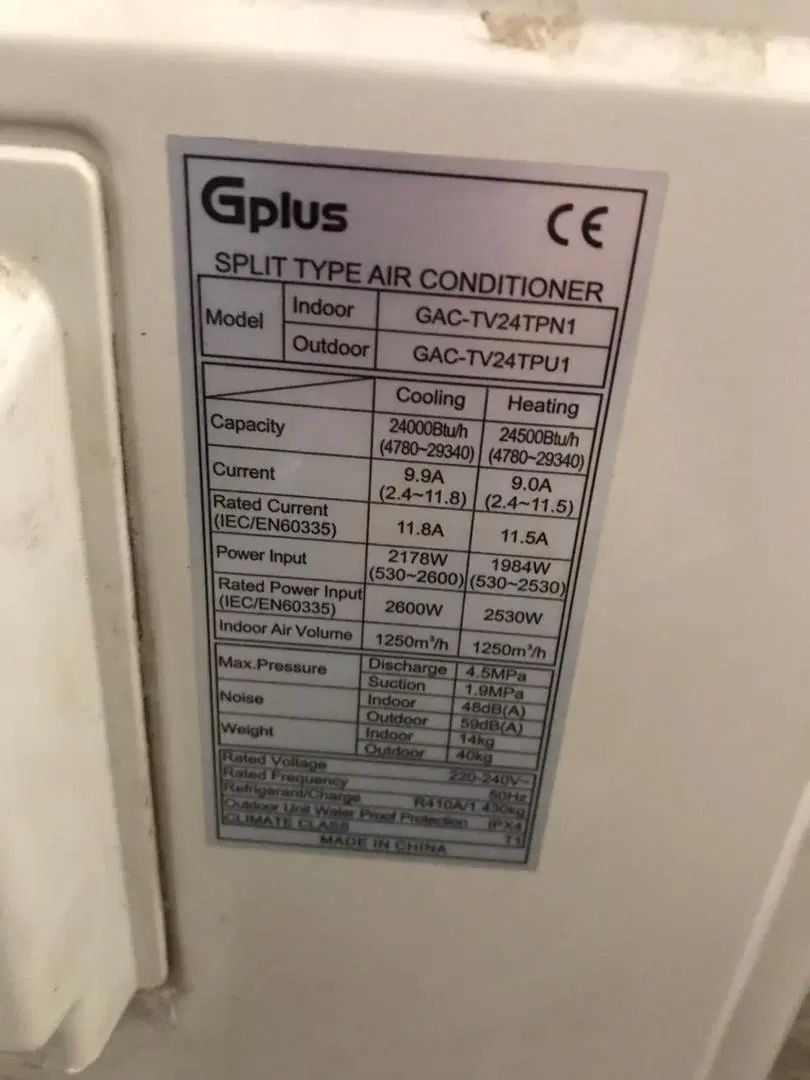 Gplus CE
SPLIT TYPE AIR CONDITIONER
Model Indoor GAC-TV24TPN1
Outdoor GAC-TV24TPU1
Cooling Heating
Capacity 24000Btu/h (4780~29340) 24500Btu/h (4780~29340)
Current 9.9A (2.4~11.8) 9.0A (2.4~11.5)
Rated Current (IEC/EN60335) 11.8A 11.5A
Power Input 2178W (530~2600) 1984W (530~2530)
Rated Power Input (IEC/EN60335) 2600W 2530W
Indoor Air Volume 1250m³/h 1250m³/h
Max.Pressure Discharge 4.5MPa
Suction 1.9MPa
Noise Indoor 48dB(A)
Outdoor 59dB(A)
Weight Indoor 14kg
Outdoor 40kg
Rated Voltage 220-240V~
Rated Frequency 50Hz
Refrigerant/Charge R410A/1.430kg
Outdoor Unit Water Proof Protection IPX4
CLIMATE CLASS T1
MADE IN CHINA